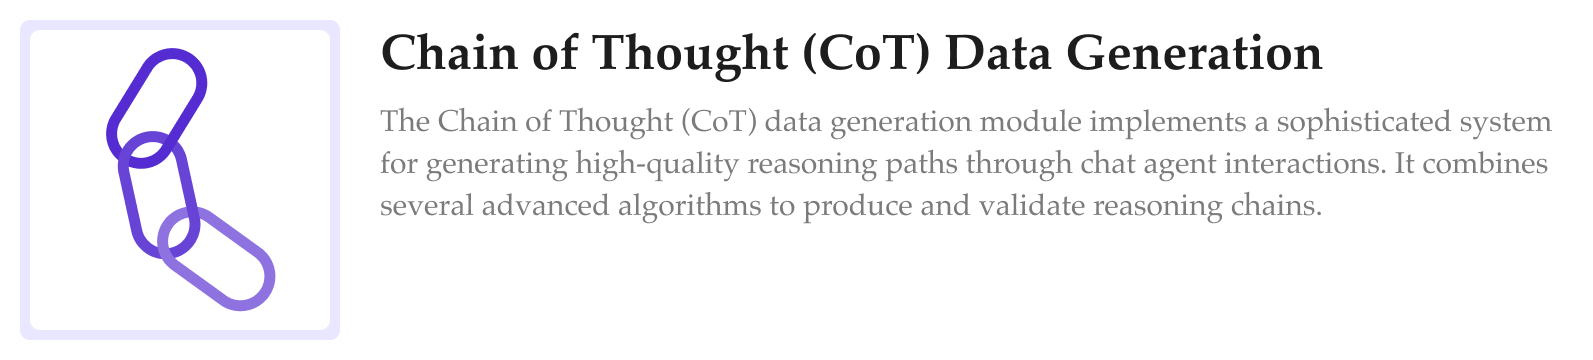 Chain of Thought (CoT) Data Generation
The Chain of Thought (CoT) data generation module implements a sophisticated system
for generating high-quality reasoning paths through chat agent interactions. It combines
several advanced algorithms to produce and validate reasoning chains.